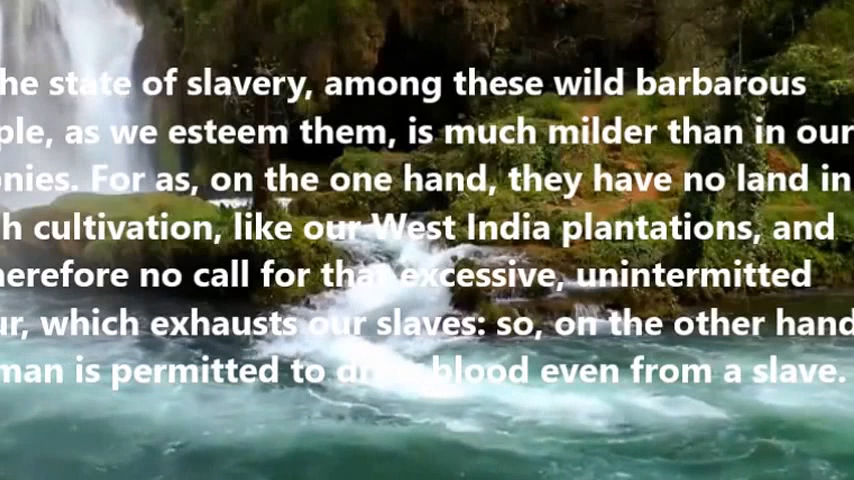 he state of slavery, among these wild barbarous
ple, as we esteem them, is much milder than in our
onies. For as, on the one hand, they have no land in
h cultivation, like our West India plantations, and
herefore no call for that excessive, unintermitted
ur, which exhausts our slaves: so, on the other hand
man is permitted to draw blood even from a slave.